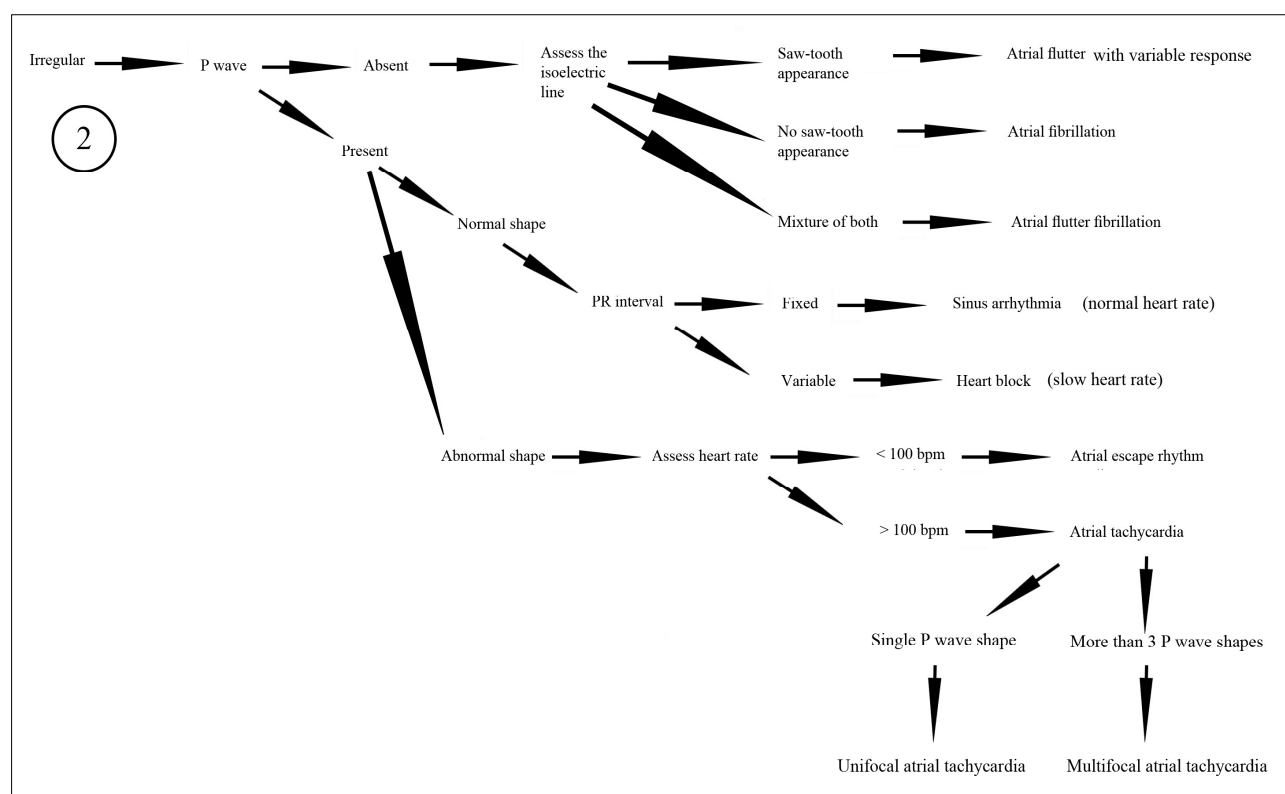 Irregular
P wave
Absent
Assess the
isoelectric
line
Saw-tooth
appearance
Atrial flutter with variable response
2
Present
No saw-tooth
appearance
Atrial fibrillation
Normal shape
Mixture of both
Atrial flutter fibrillation
PR interval
Fixed
Sinus arrhythmia (normal heart rate)
Variable
Heart block (slow heart rate)
Abnormal shape
Assess heart rate
< 100 bpm
Atrial escape rhythm
> 100 bpm
Atrial tachycardia
Single P wave shape
More than 3 P wave shapes
Unifocal atrial tachycardia
Multifocal atrial tachycardia